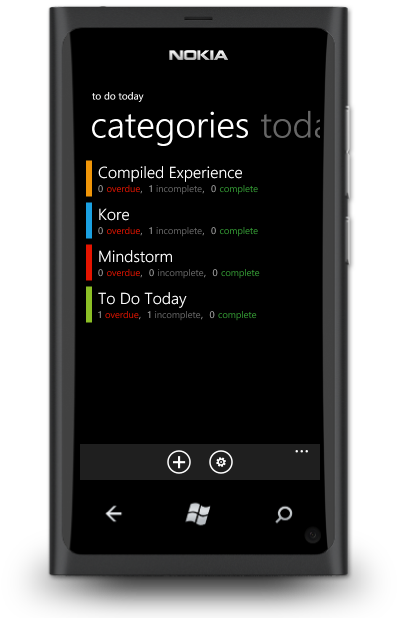 NOKIA
to do today
categories toda
Compiled Experience
0 overdue, 1 incomplete, 0 complete
Kore
0 overdue, 1 incomplete, 0 complete
Mindstorm
0 overdue, 0 incomplete, 0 complete
To Do Today
1 overdue, 1 incomplete, 0 complete